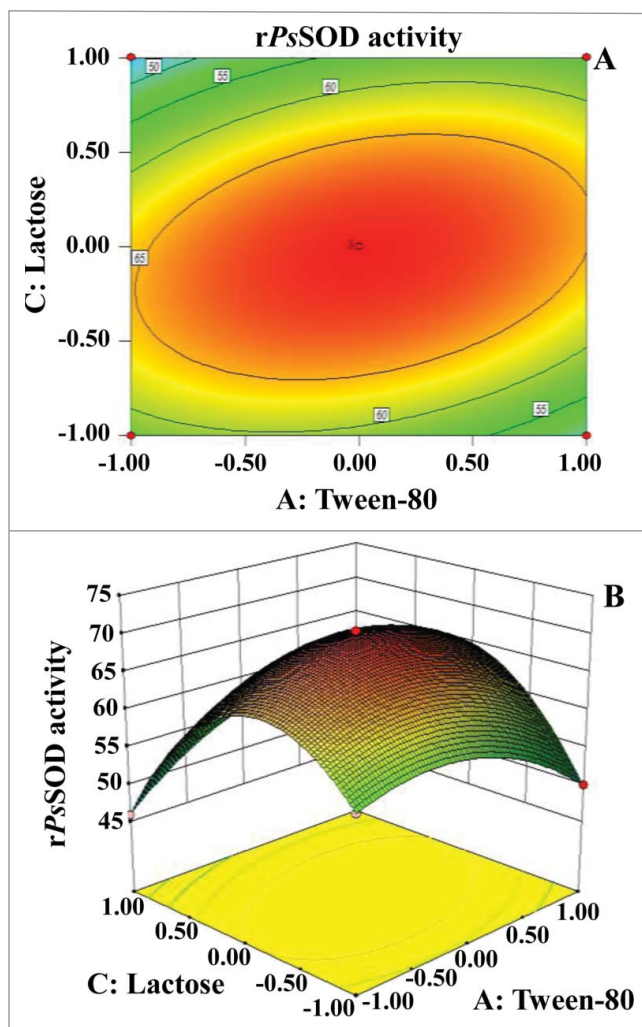 rPsSOD activity
A
1.00
0.50
0.00
-0.50
-1.00
C: Lactose
50
55
60
65
3
60
55
-1.00 -0.50 0.00 0.50 1.00
A: Tween-80
B
75
70
65
60
55
50
45
rPsSOD activity
1.00 1.00
0.50 0.50
0.00 0.00
-0.50 -0.50
-1.00 -1.00
C: Lactose
A: Tween-80